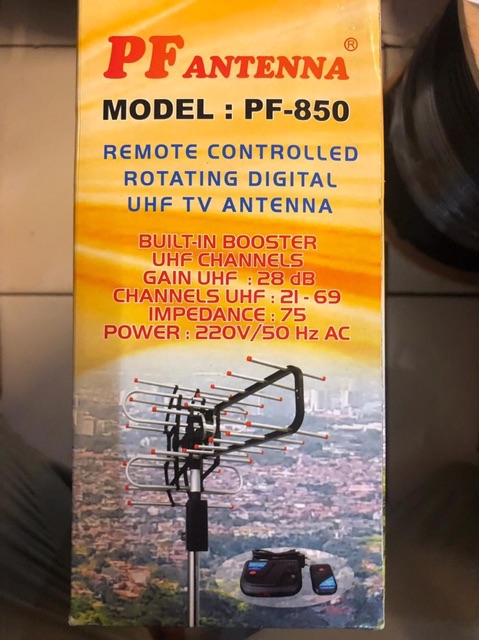 PF ANTENNA ®
MODEL : PF-850
REMOTE CONTROLLED
ROTATING DIGITAL
UHF TV ANTENNA
BUILT-IN BOOSTER
UHF CHANNELS
GAIN UHF : 28 dB
CHANNELS UHF : 21 - 69
IMPEDANCE : 75
POWER : 220V/50 Hz AC